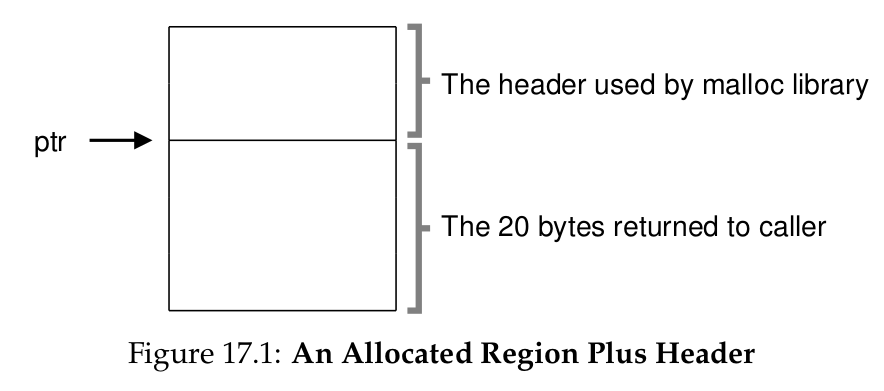 The header used by malloc library
ptr
The 20 bytes returned to caller
Figure 17.1: An Allocated Region Plus Header